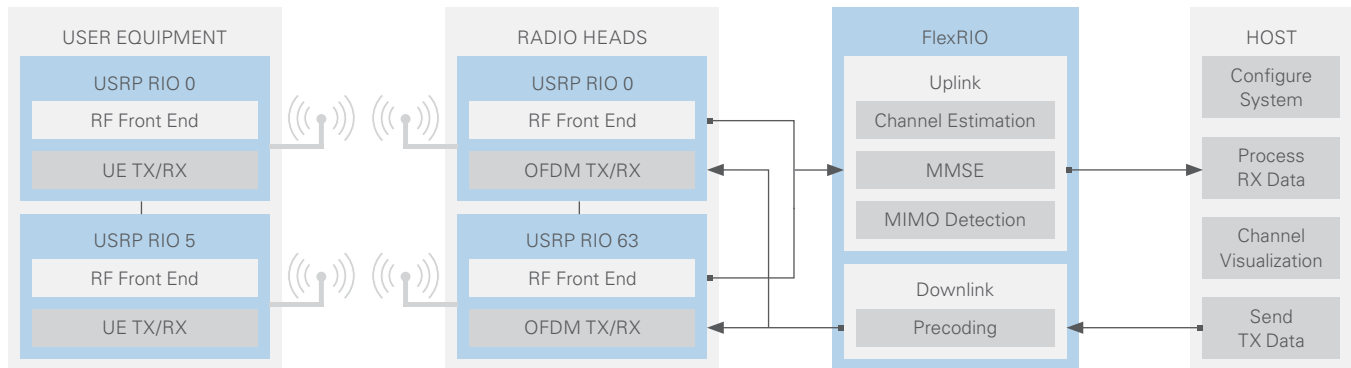 USER EQUIPMENT
USRP RIO 0
RF Front End
UE TX/RX
USRP RIO 5
RF Front End
UE TX/RX
RADIO HEADS
USRP RIO 0
RF Front End
OFDM TX/RX
USRP RIO 63
RF Front End
OFDM TX/RX
FlexRIO
Uplink
Channel Estimation
MMSE
MIMO Detection
Downlink
Precoding
HOST
Configure
System
Process
RX Data
Channel
Visualization
Send
TX Data